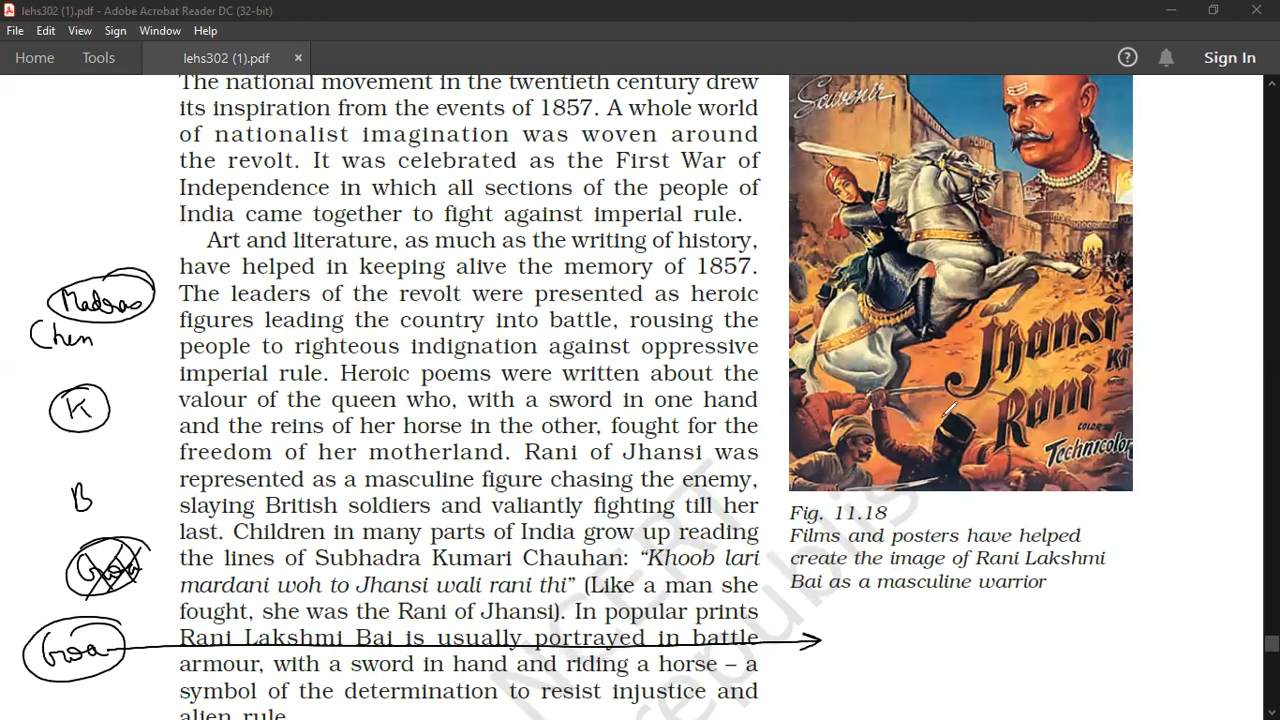 lehs302 (1).pdf - Adobe Acrobat Reader DC (32-bit)
File Edit View Sign Window Help
Home Tools lehs302 (1).pdf × ? Sign In
The national movement in the twentieth century drew
its inspiration from the events of 1857. A whole world
of nationalist imagination was woven around
the revolt. It was celebrated as the First War of
Independence in which all sections of the people of
India came together to fight against imperial rule.
Art and literature, as much as the writing of history,
have helped in keeping alive the memory of 1857.
The leaders of the revolt were presented as heroic
figures leading the country into battle, rousing the
people to righteous indignation against oppressive
imperial rule. Heroic poems were written about the
valour of the queen who, with a sword in one hand
and the reins of her horse in the other, fought for the
freedom of her motherland. Rani of Jhansi was
represented as a masculine figure chasing the enemy,
slaying British soldiers and valiantly fighting till her
last. Children in many parts of India grow up reading
the lines of Subhadra Kumari Chauhan: “Khoob lari
mardani woh to Jhansi wali rani thi” (Like a man she
fought, she was the Rani of Jhansi). In popular prints
Rani Lakshmi Bai is usually portrayed in battle
armour, with a sword in hand and riding a horse – a
symbol of the determination to resist injustice and
alien rule.
Madras
Chen
K
B
Goa
Souvenir
Jhansi
Ki
Rani
COLOR BY
Technicolor
Fig. 11.18
Films and posters have helped
create the image of Rani Lakshmi
Bai as a masculine warrior
NCERT
republis